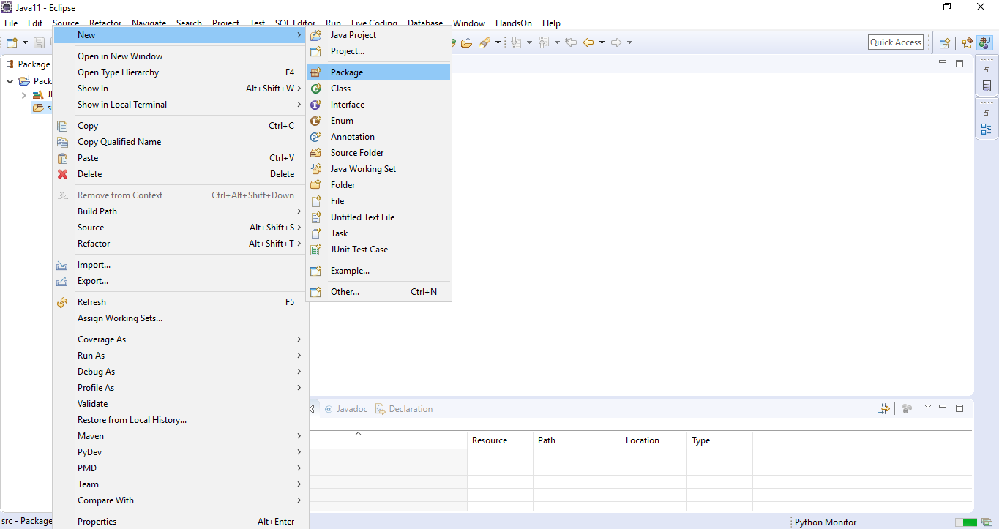 Java11 - Eclipse
File Edit Source Refactor Navigate Search Project Test SQL Editor Run Live Coding Database Window HandsOn Help
Quick Access
Package
Pack
New
Open in New Window
Open Type Hierarchy F4
Show In Alt+Shift+W
Show in Local Terminal
Copy Ctrl+C
Copy Qualified Name
Paste Ctrl+V
Delete Delete
Remove from Context Ctrl+Alt+Shift+Down
Build Path
Source Alt+Shift+S
Refactor Alt+Shift+T
Import...
Export...
Refresh F5
Assign Working Sets...
Coverage As
Run As
Debug As
Profile As
Validate
Restore from Local History...
Maven
PyDev
PMD
Team
Compare With
Properties Alt+Enter
Java Project
Project...
Package
Class
Interface
Enum
Annotation
Source Folder
Java Working Set
Folder
File
Untitled Text File
Task
JUnit Test Case
Example...
Other... Ctrl+N
@ Javadoc Declaration
Resource Path Location Type
src - Package
Python Monitor